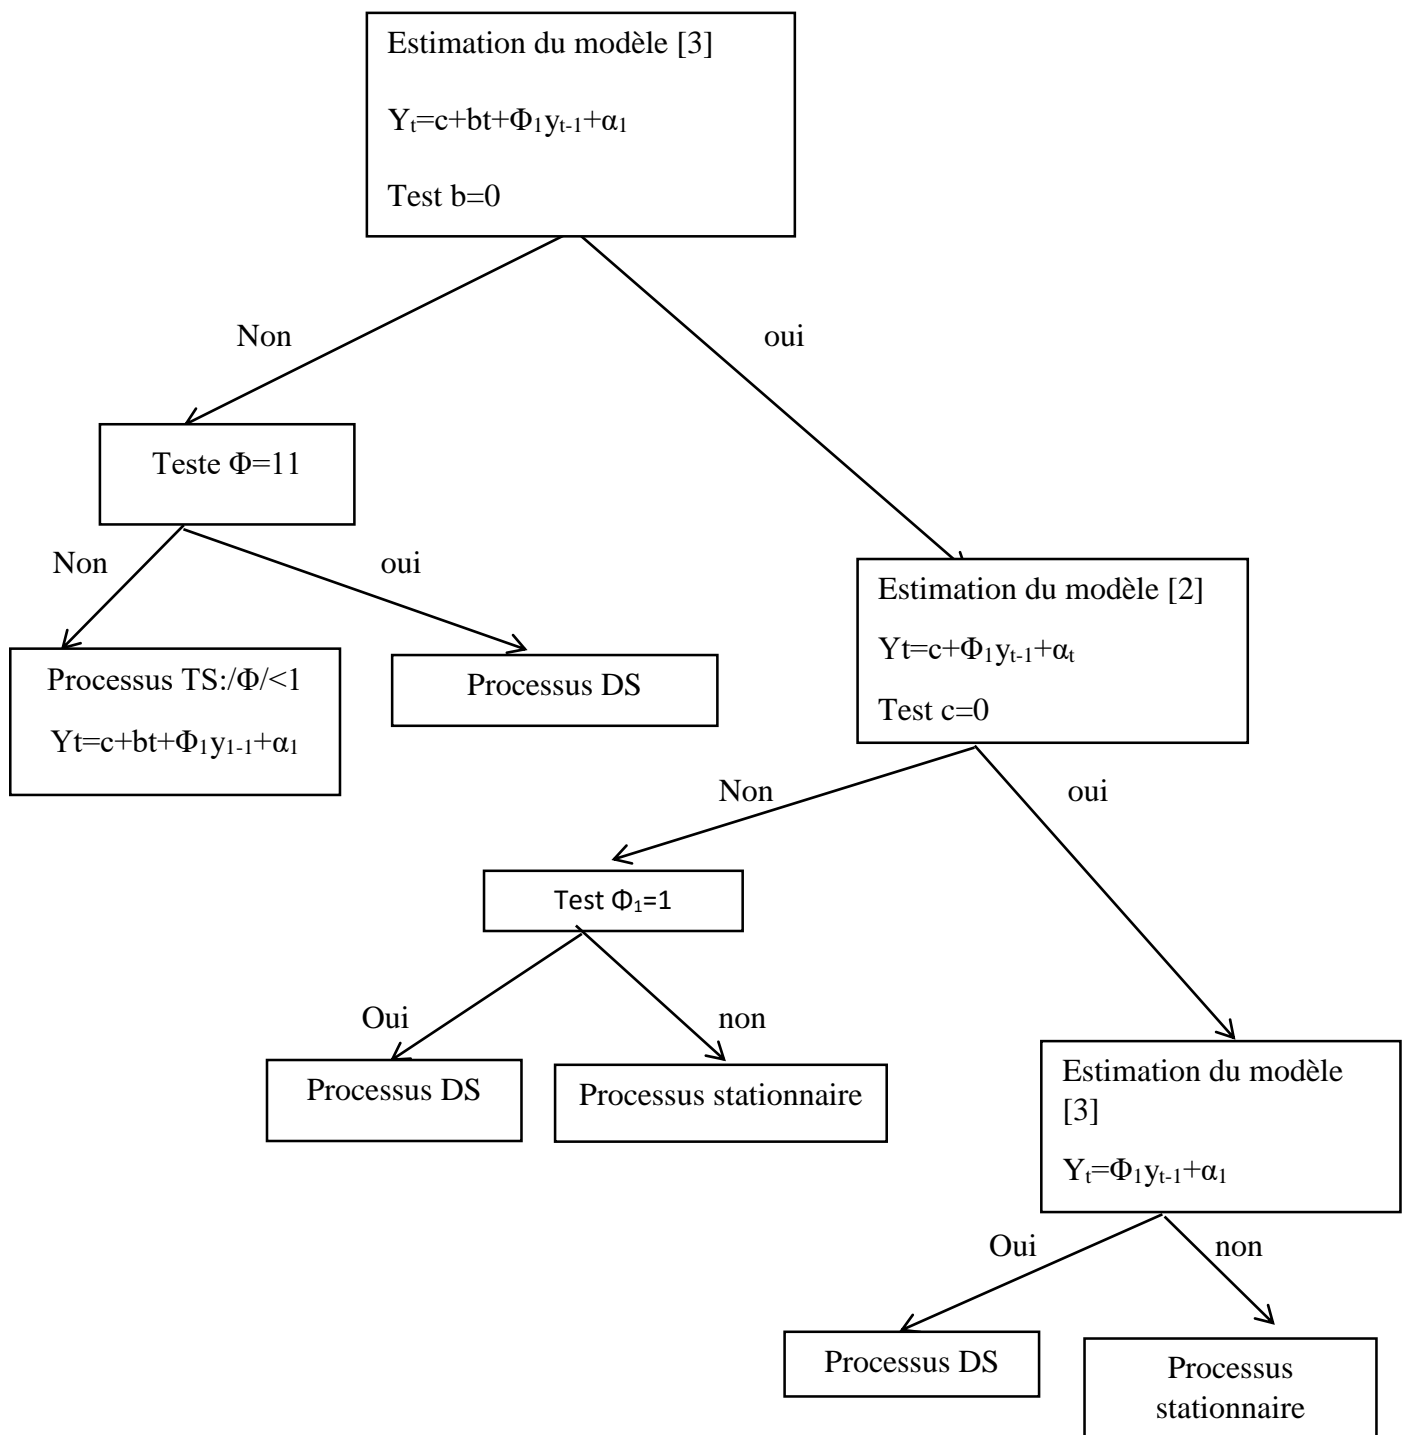 Estimation du modèle [3]
Yₜ=c+bt+Φ₁yₜ₋₁+α₁
Test b=0
Non
oui
Teste Φ=11
Non
oui
Estimation du modèle [2]
Yt=c+Φ₁yₜ₋₁+αₜ
Test c=0
Processus TS:/Φ/<1
Yt=c+bt+Φ₁y₁₋₁+α₁
Processus DS
Non
oui
Test Φ₁=1
Oui
non
Processus DS
Processus stationnaire
Estimation du modèle
[3]
Yₜ=Φ₁yₜ₋₁+α₁
Oui
non
Processus DS
Processus
stationnaire